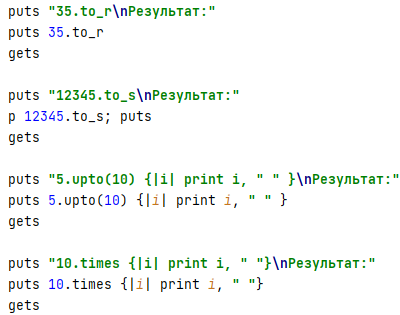 puts "35.to_r\nРезультат:"
puts 35.to_r
gets
puts "12345.to_s\nРезультат:"
p 12345.to_s; puts
gets
puts "5.upto(10) {|i| print i, " " }\nРезультат:"
puts 5.upto(10) {|i| print i, " " }
gets
puts "10.times {|i| print i, " "}\nРезультат:"
puts 10.times {|i| print i, " "}
gets